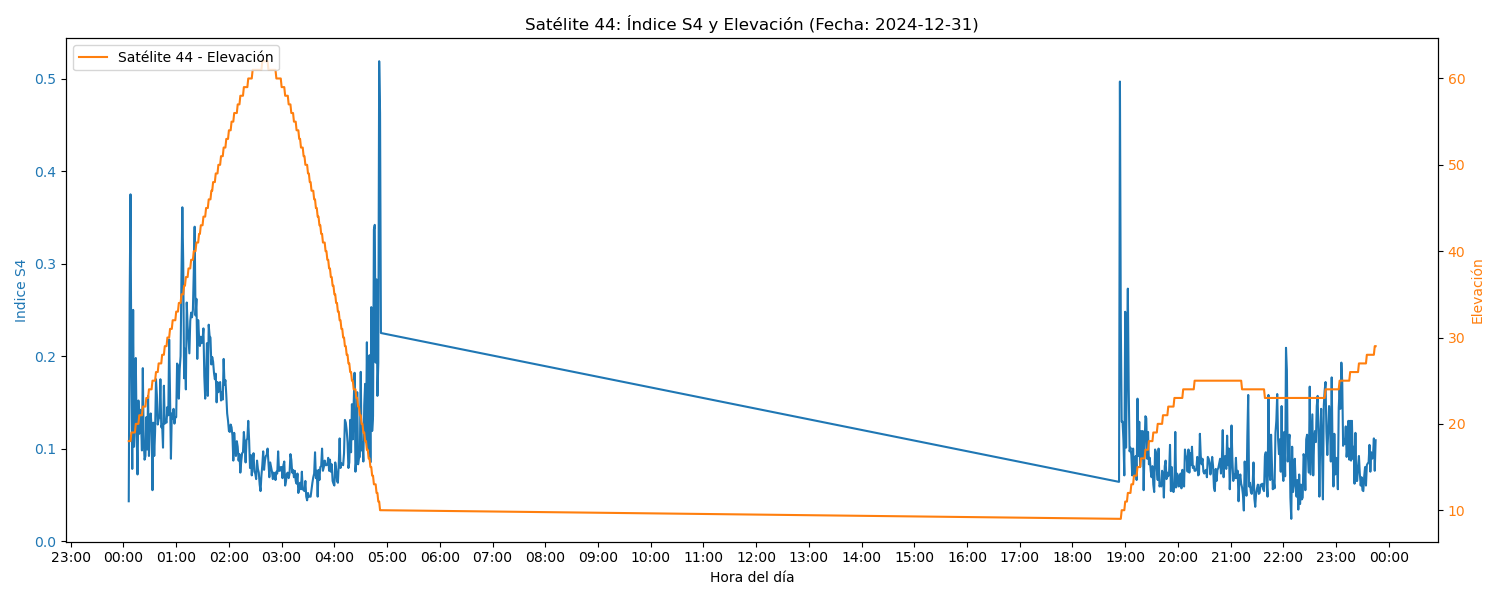 Satélite 44: Índice S4 y Elevación (Fecha: 2024-12-31)
Satélite 44 - Elevación
0.5
0.4
0.3
0.2
0.1
0.0
Indice S4
60
50
40
30
20
10
Elevación
23:00 00:00 01:00 02:00 03:00 04:00 05:00 06:00 07:00 08:00 09:00 10:00 11:00 12:00 13:00 14:00 15:00 16:00 17:00 18:00 19:00 20:00 21:00 22:00 23:00 00:00
Hora del día